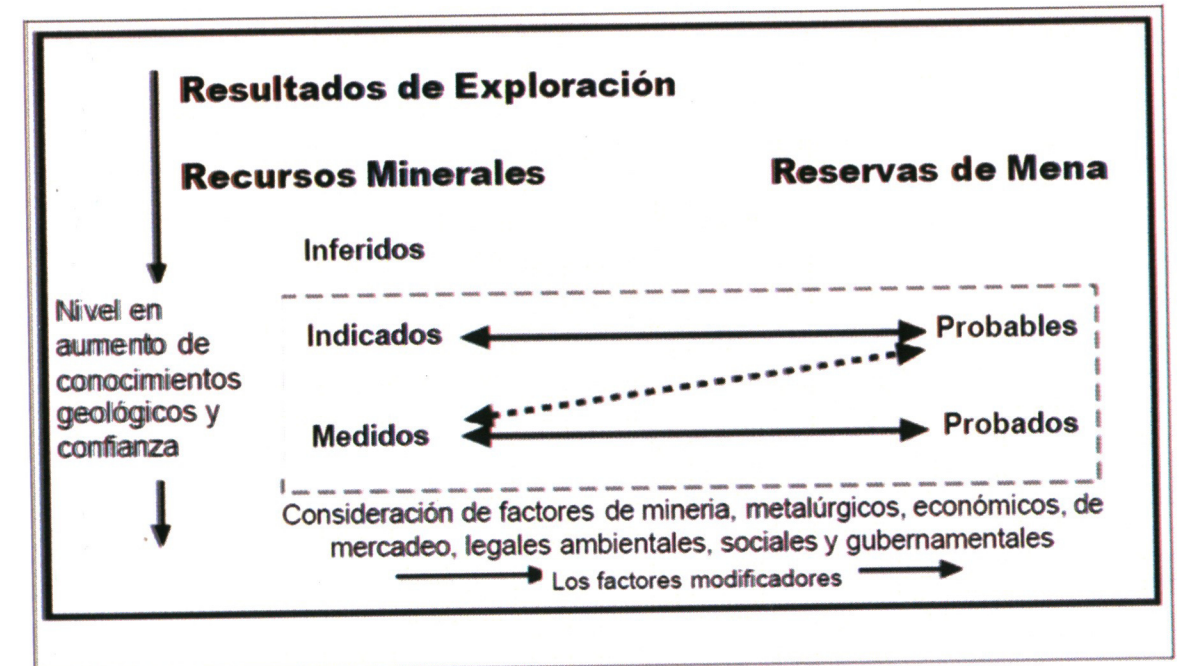 Resultados de Exploración
Recursos Minerales
Reservas de Mena
Inferidos
Nivel en
aumento de
conocimientos
geológicos y
confianza
Indicados
Probables
Medidos
Probados
Consideración de factores de mineria, metalúrgicos, económicos, de
mercadeo, legales ambientales, sociales y gubernamentales
Los factores modificadores